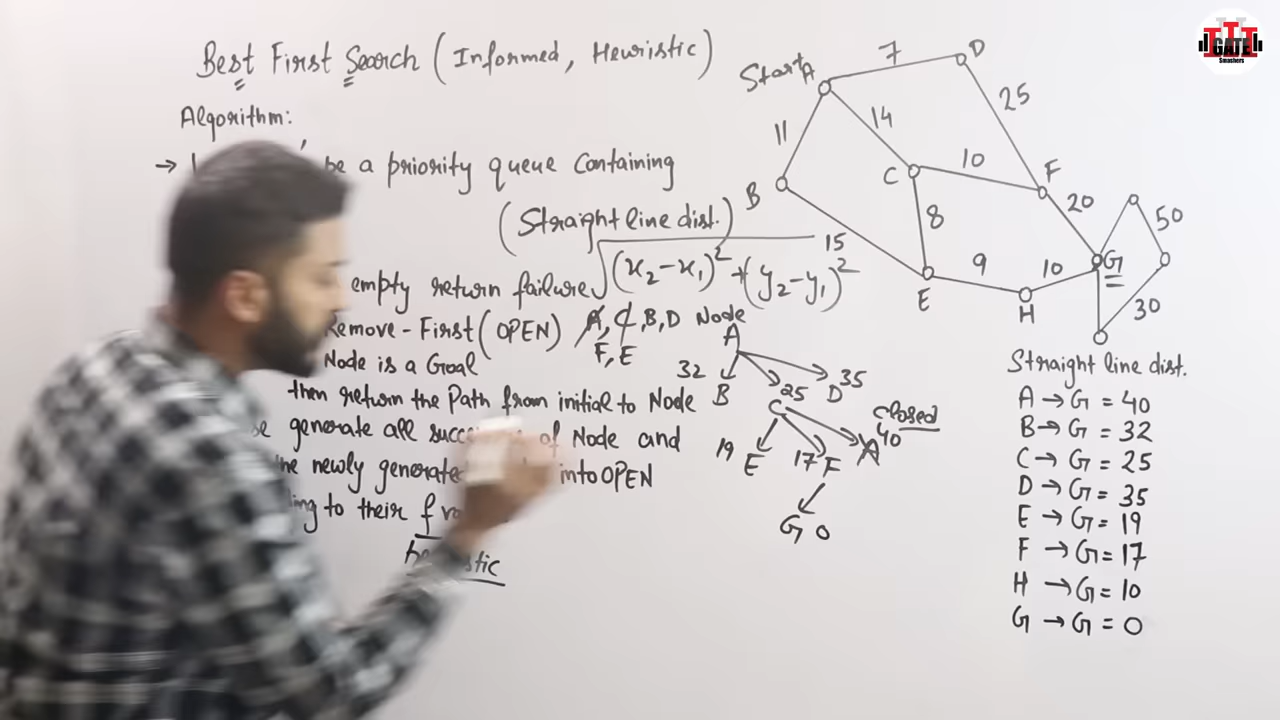 Best First Search (Informed, Heuristic)
Algorithm:
→ be a priority queue Containing
(Straight line dist.)
√(x₂-x₁)²+(y₂-y₁)²
empty return failure
Remove-First(OPEN) A, C, B, D Node
F, E
Node is a Goal
then return the Path from initial to Node
generate all of Node and
newly into OPEN
to their f
Start A
7
D
11
14
25
B
C
10
F
20
8
15
50
9
10
G
E
H
30
A
32
B
25
C
D
35
Closed
40
19
E
17
F
A
G 0
Straight line dist.
A → G = 40
B → G = 32
C → G = 25
D → G = 35
E → G = 19
F → G = 17
H → G = 10
G → G = 0
GATE
Smashers